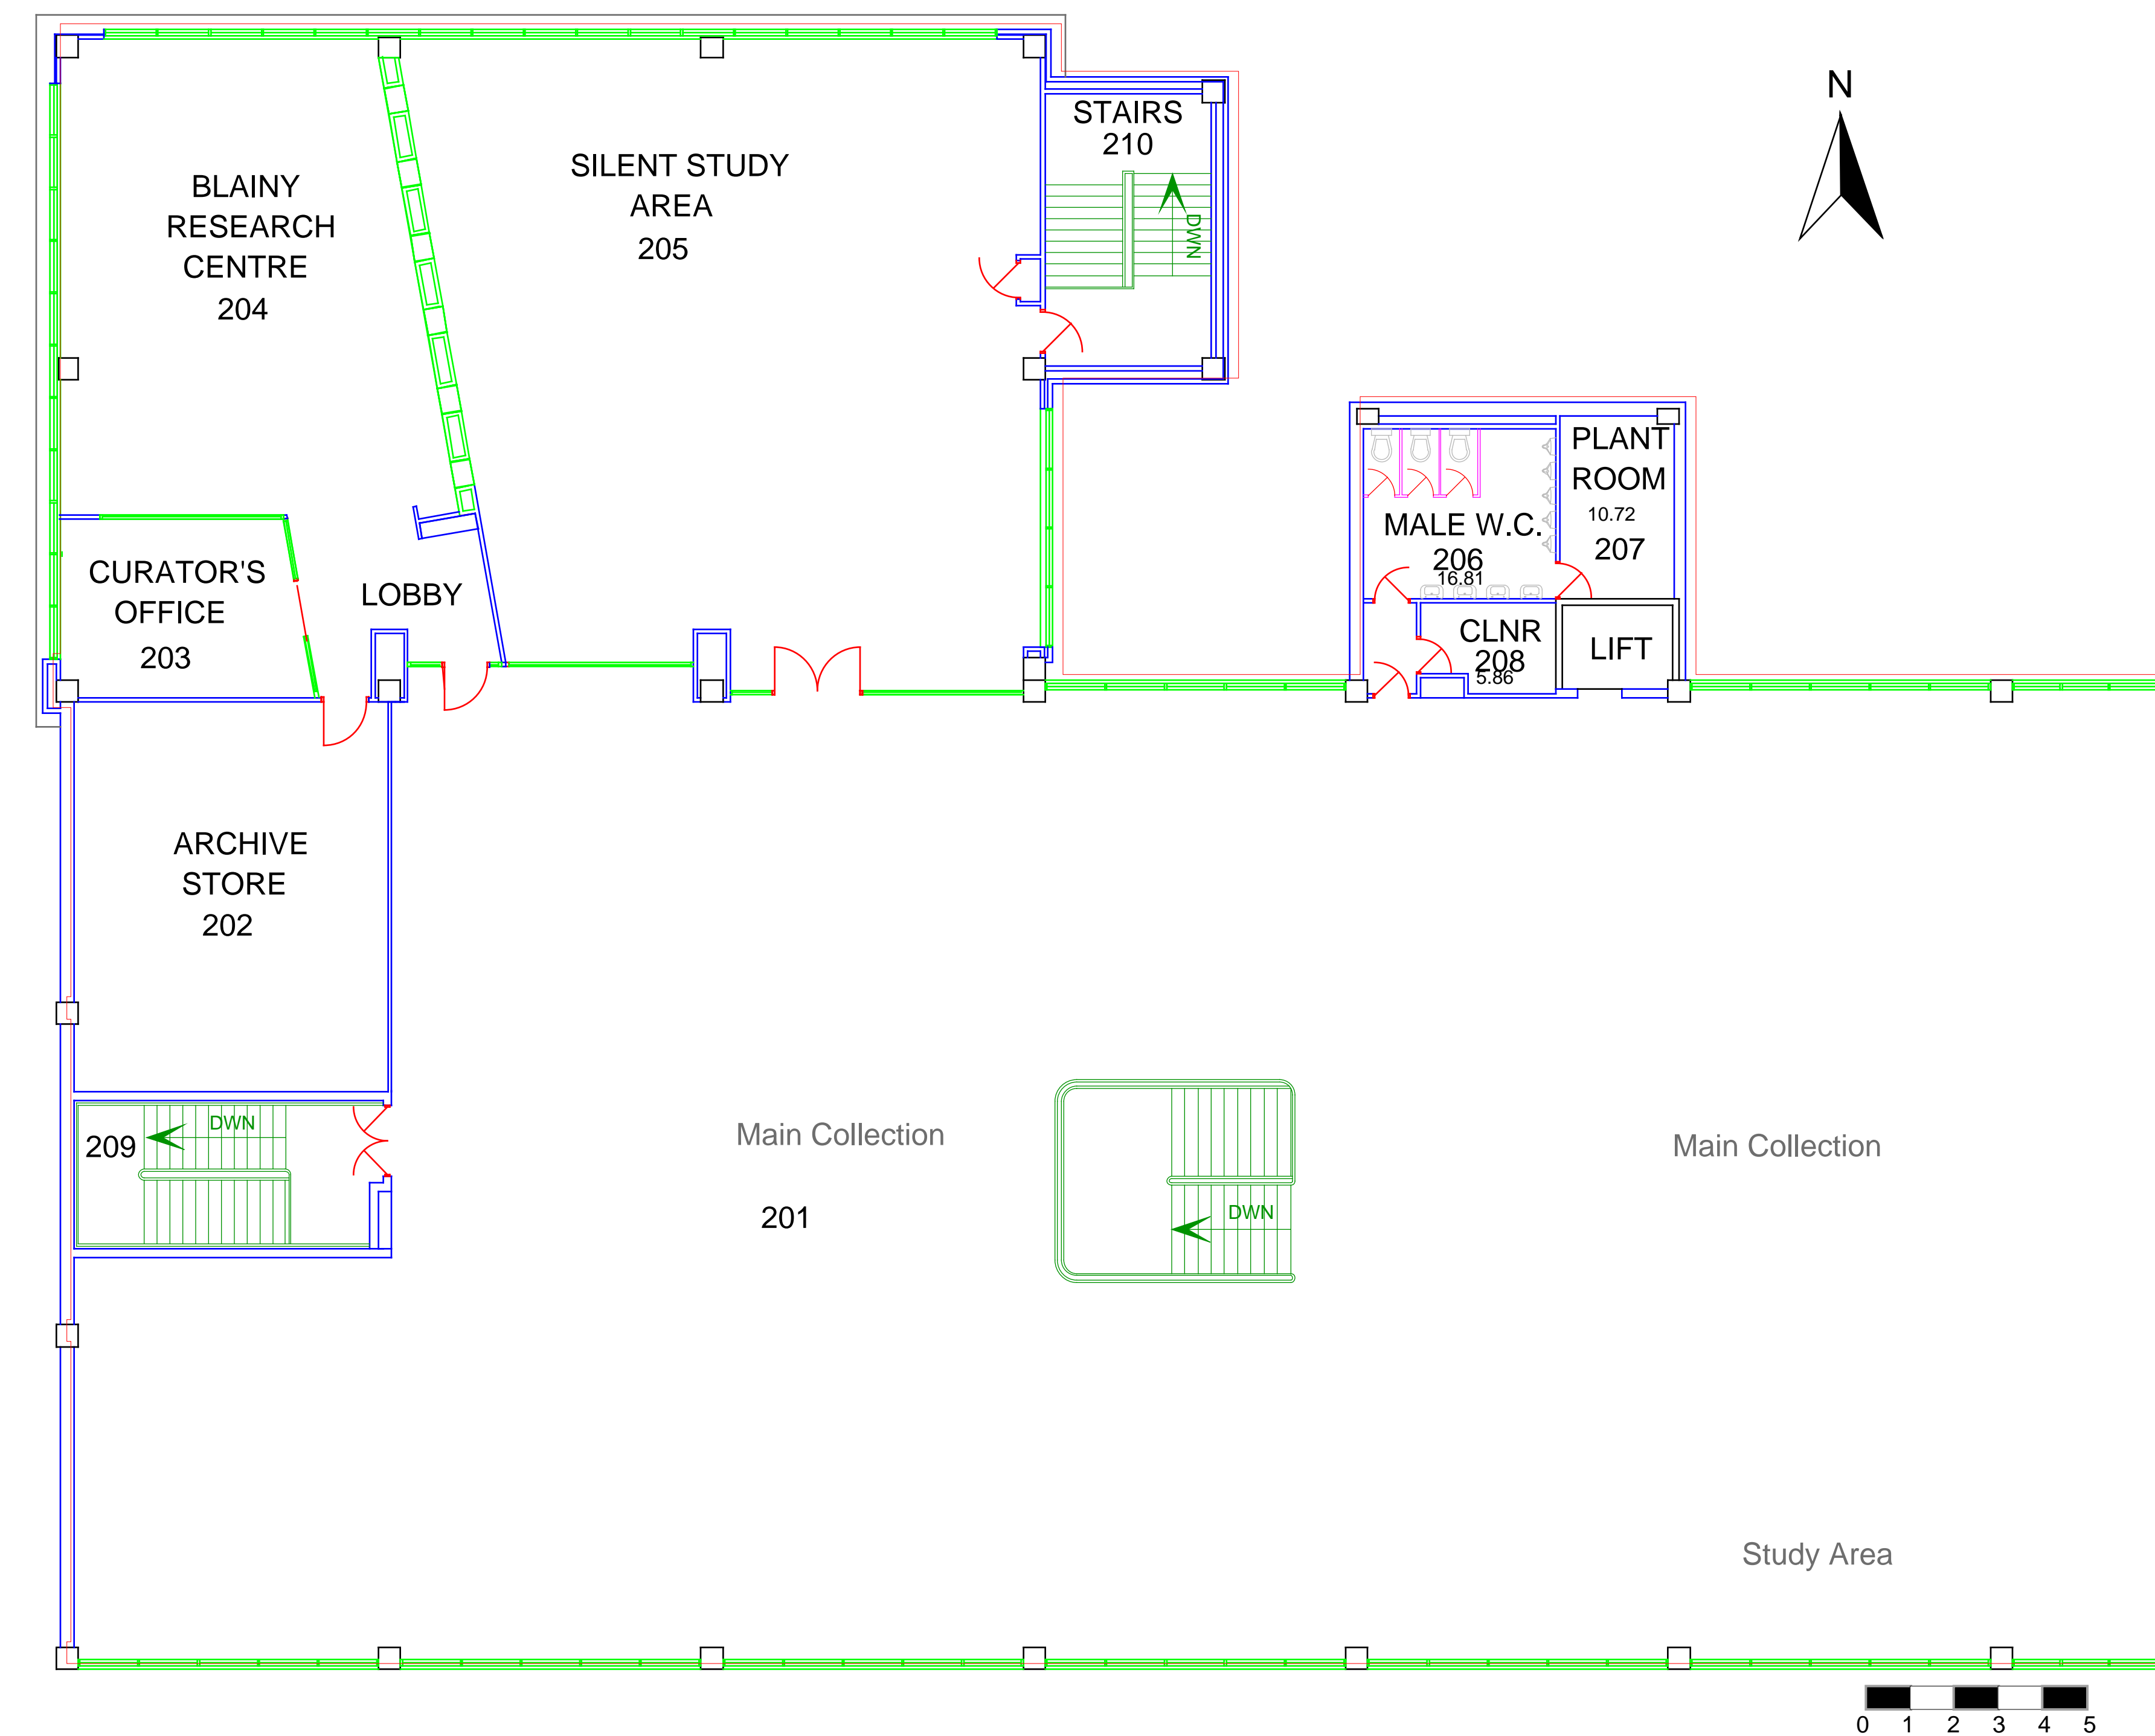 N
STAIRS
210
DWN
SILENT STUDY
AREA
205
BLAINY
RESEARCH
CENTRE
204
PLANT
ROOM
10.72
207
MALE W.C.
206
16.81
CURATOR'S
OFFICE
203
LOBBY
CLNR
208
5.86
LIFT
ARCHIVE
STORE
202
DWN
209
Main Collection
201
DWN
Main Collection
Study Area
0 1 2 3 4 5